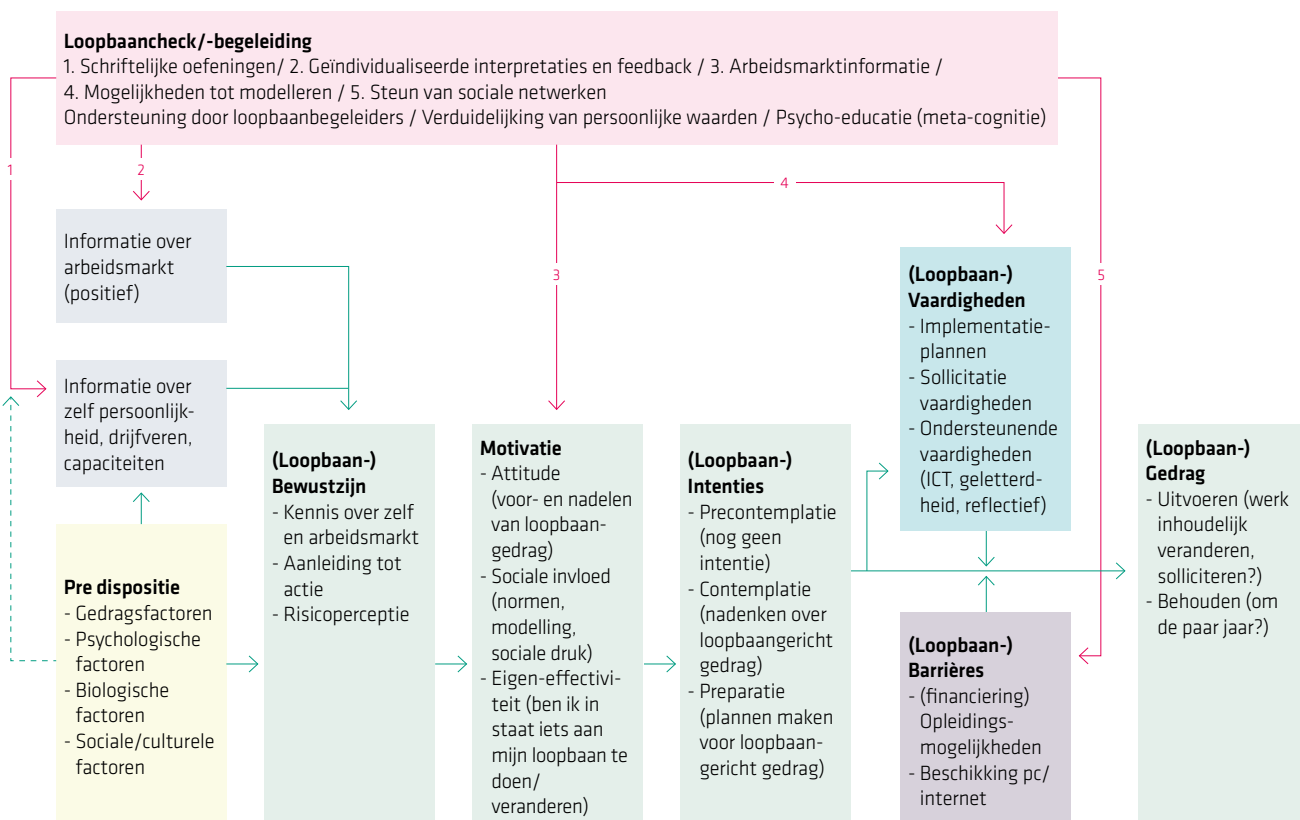 Loopbaancheck/-begeleiding
1. Schriftelijke oefeningen/ 2. Geïndividualiseerde interpretaties en feedback / 3. Arbeidsmarktinformatie /
4. Mogelijkheden tot modelleren / 5. Steun van sociale netwerken
Ondersteuning door loopbaanbegeleiders / Verduidelijking van persoonlijke waarden / Psycho-educatie (meta-cognitie)
1
2
3
4
5
Informatie over
arbeidsmarkt
(positief)
Informatie over
zelf persoonlijk-
heid, drijfveren,
capaciteiten
Pre dispositie
- Gedragsfactoren
- Psychologische
factoren
- Biologische
factoren
- Sociale/culturele
factoren
(Loopbaan-)
Bewustzijn
- Kennis over zelf
en arbeidsmarkt
- Aanleiding tot
actie
- Risicoperceptie
Motivatie
- Attitude
(voor- en nadelen
van loopbaan-
gedrag)
- Sociale invloed
(normen,
modelling,
sociale druk)
- Eigen-effectivi-
teit (ben ik in
staat iets aan
mijn loopbaan te
doen/
veranderen)
(Loopbaan-)
Intenties
- Precontemplatie
(nog geen
intentie)
- Contemplatie
(nadenken over
loopbaangericht
gedrag)
- Preparatie
(plannen maken
voor loopbaan-
gericht gedrag)
(Loopbaan-)
Vaardigheden
- Implementatie-
plannen
- Sollicitatie
vaardigheden
- Ondersteunende
vaardigheden
(ICT, geletterd-
heid, reflectief)
(Loopbaan-)
Barrières
- (financiering)
Opleidings-
mogelijkheden
- Beschikking pc/
internet
(Loopbaan-)
Gedrag
- Uitvoeren (werk
inhoudelijk
veranderen,
solliciteren?)
- Behouden (om
de paar jaar?)